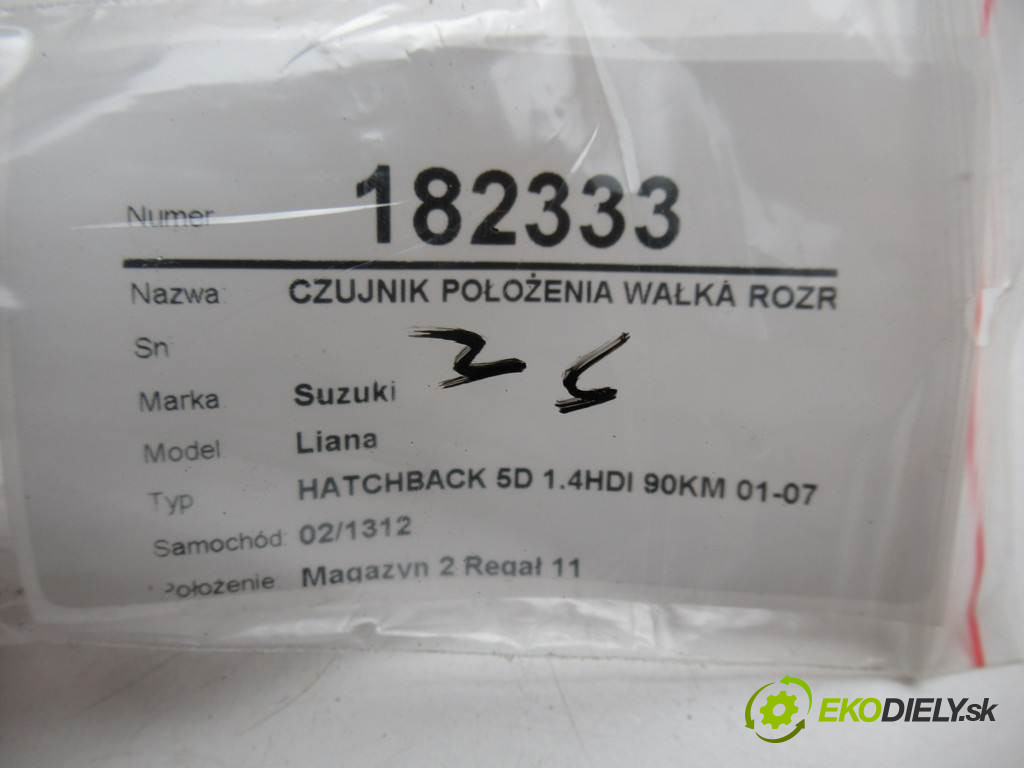 Numer 182333
Nazwa: CZUJNIK POŁOŻENIA WAŁKA ROZR
Sn
Marka Suzuki
Model Liana
Typ HATCHBACK 5D 1.4HDI 90KM 01-07
Samochód: 02/1312
Położenie: Magazyn 2 Regał 11
EKODIELY.sk